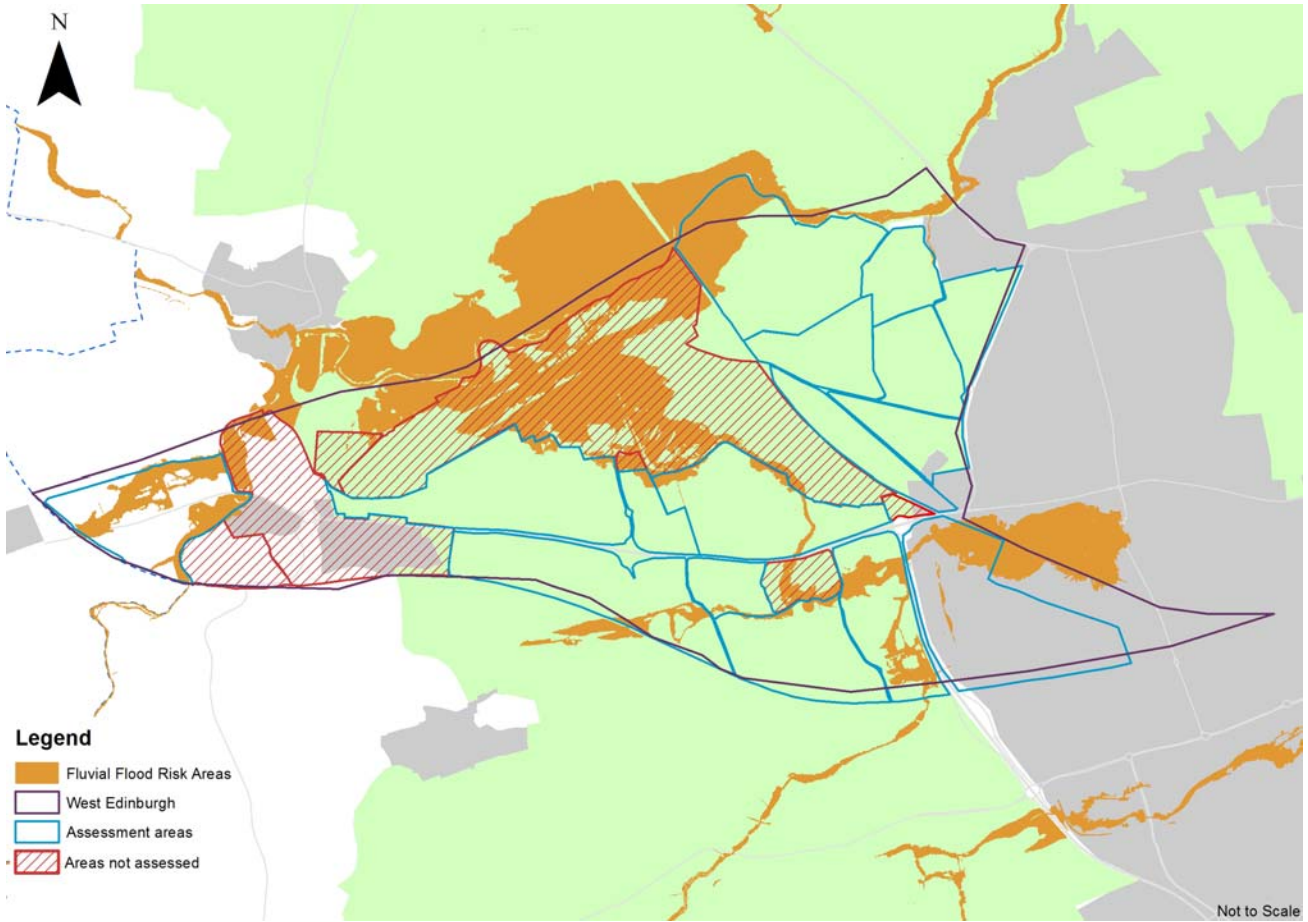 N
Legend
Fluvial Flood Risk Areas
West Edinburgh
Assessment areas
Areas not assessed
Not to Scale